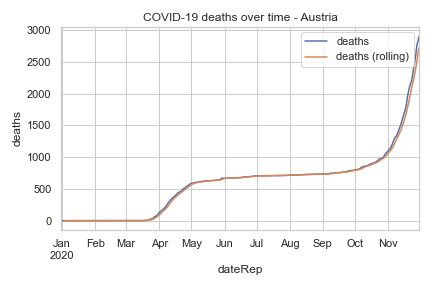 COVID-19 deaths over time - Austria
deaths
deaths (rolling)
3000
2500
2000
1500
1000
500
0
deaths
Jan Feb Mar Apr May Jun Jul Aug Sep Oct Nov
2020
dateRep